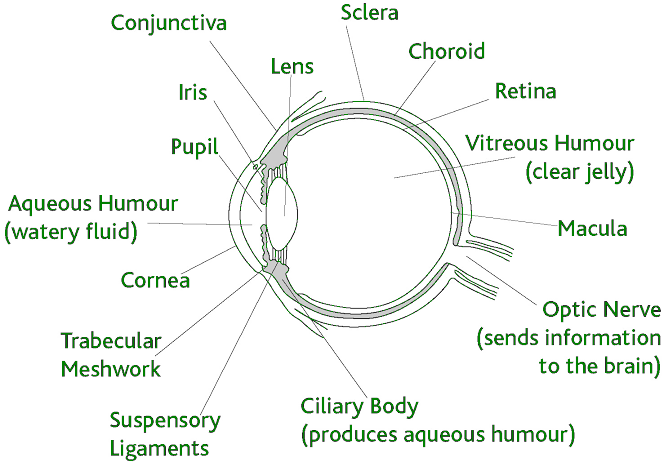 Sclera
Conjunctiva
Choroid
Lens
Iris
Retina
Pupil
Vitreous Humour
(clear jelly)
Aqueous Humour
(watery fluid)
Macula
Cornea
Optic Nerve
(sends information
to the brain)
Trabecular
Meshwork
Ciliary Body
(produces aqueous humour)
Suspensory
Ligaments